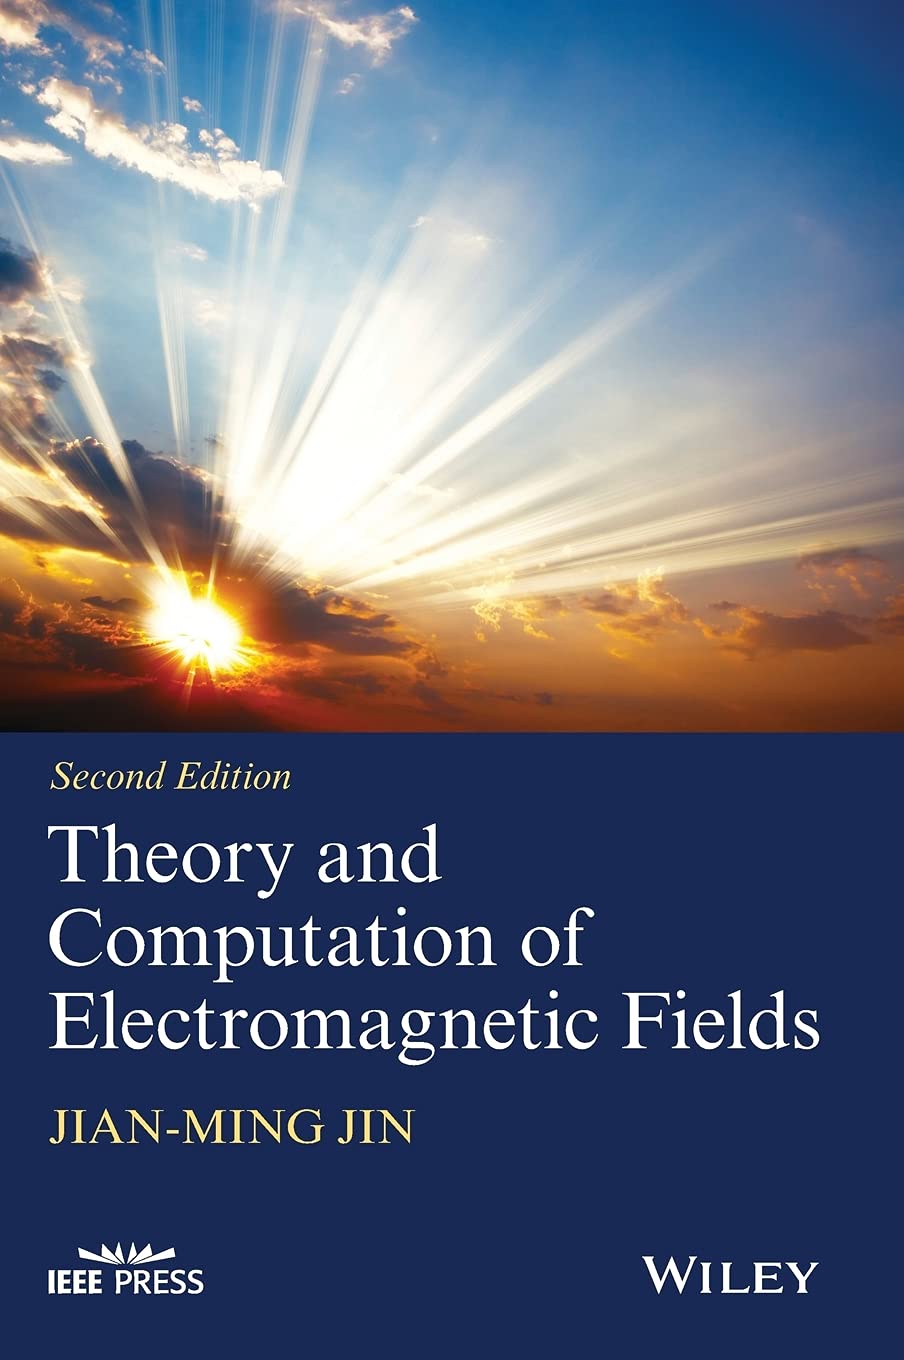 Second Edition
Theory and
Computation of
Electromagnetic Fields
JIAN-MING JIN
IEEE PRESS
WILEY